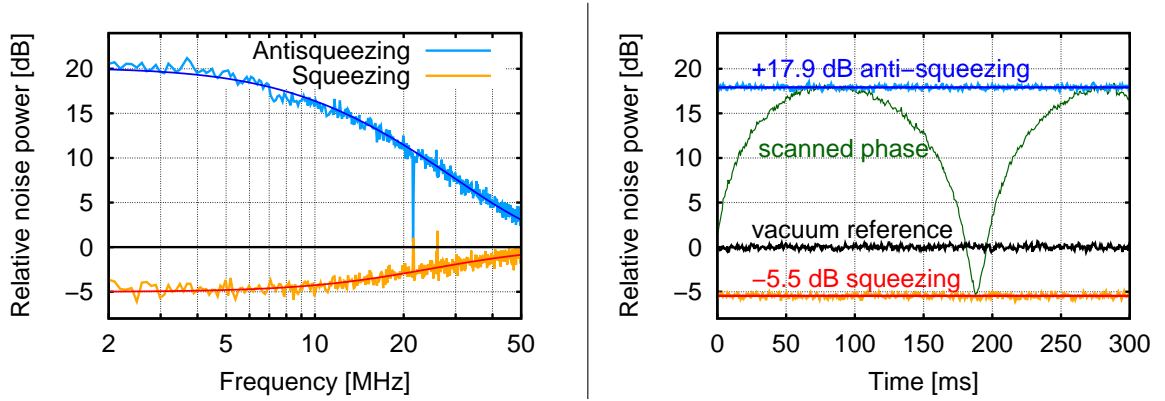 Relative noise power [dB]
20
15
10
5
0
−5
2
5
10
20
50
Frequency [MHz]
Antisqueezing
Squeezing
Relative noise power [dB]
20
15
10
5
0
−5
0
50
100
150
200
250
300
Time [ms]
+17.9 dB anti−squeezing
scanned phase
vacuum reference
−5.5 dB squeezing